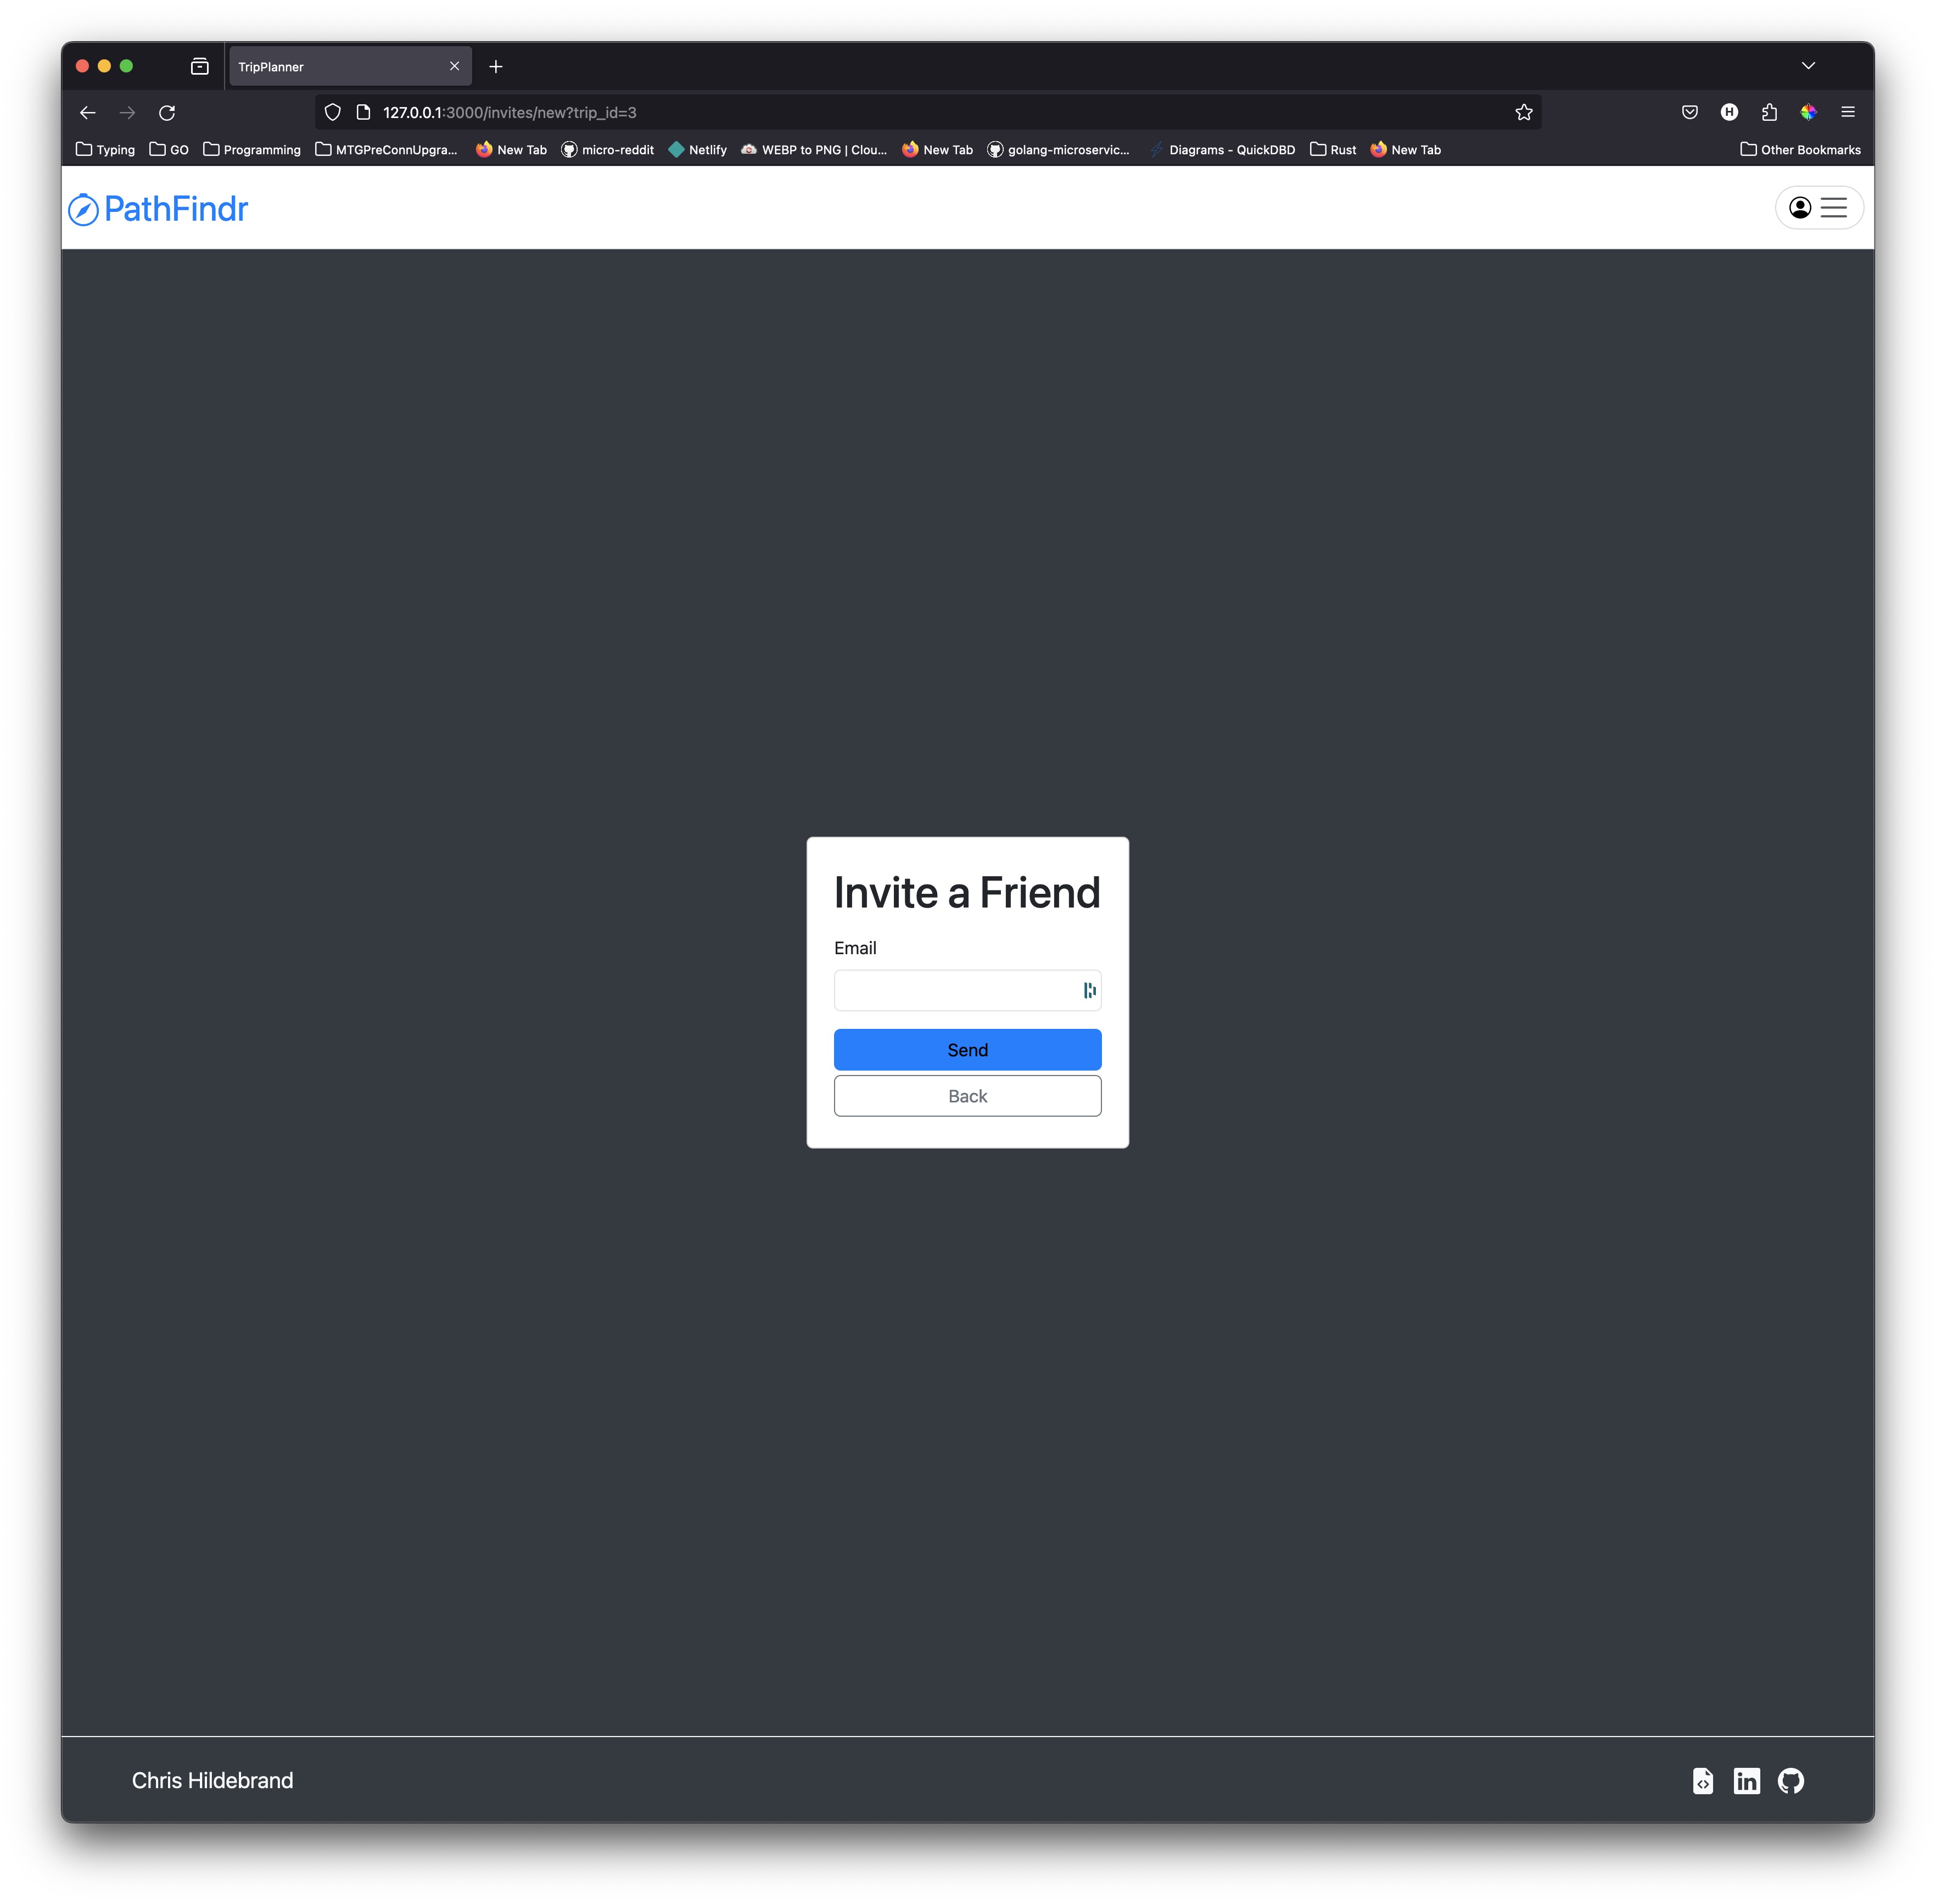 TripPlanner
127.0.0.1:3000/invites/new?trip_id=3
H
Typing GO Programming MTGPreConnUpgra... New Tab micro-reddit Netlify WEBP to PNG | Clou... New Tab golang-microservic... Diagrams - QuickDBD Rust New Tab Other Bookmarks
PathFindr
Invite a Friend
Email
Send
Back
Chris Hildebrand
in